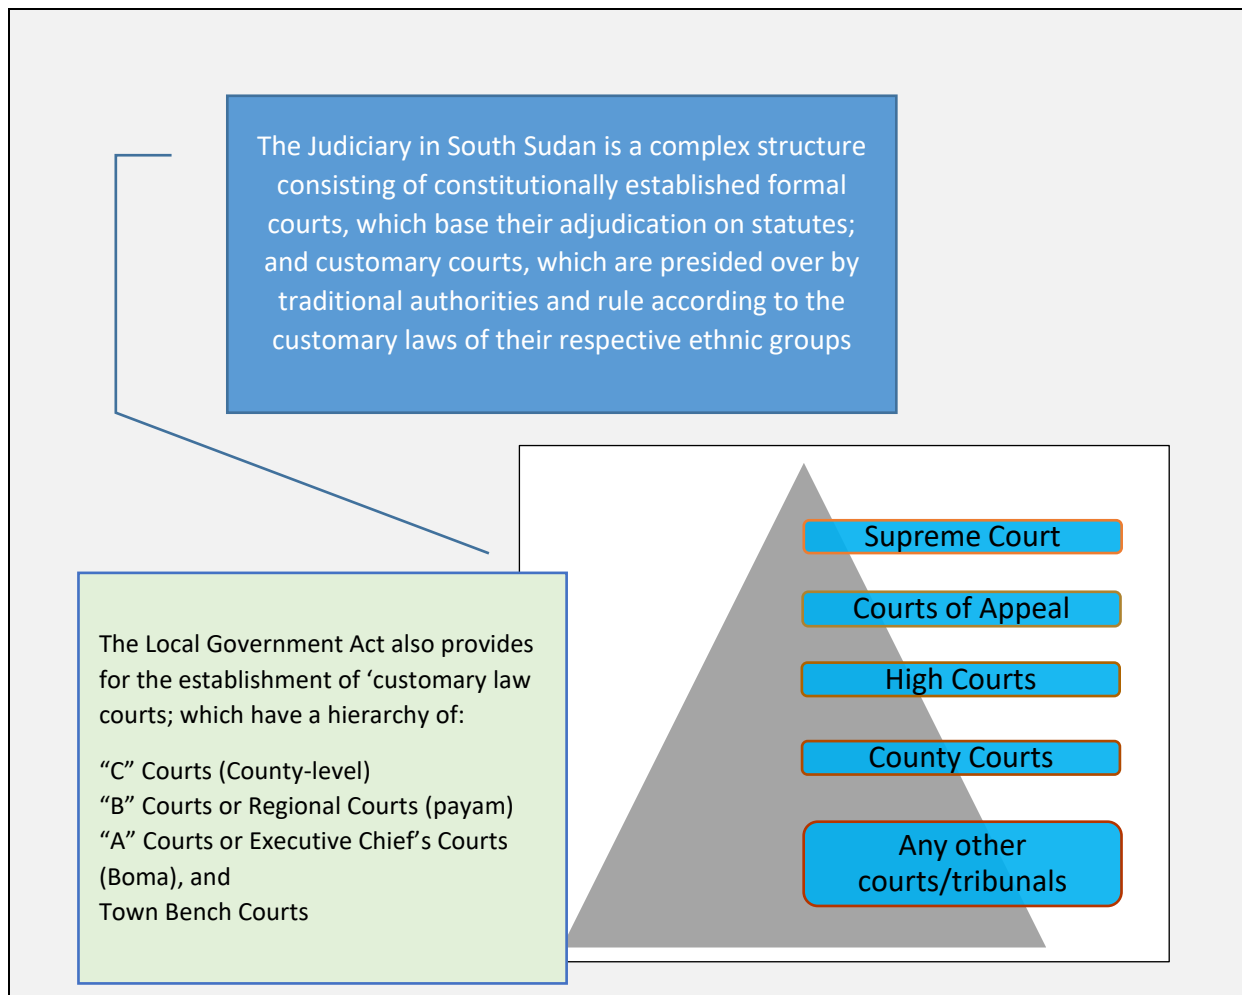 The Judiciary in South Sudan is a complex structure
consisting of constitutionally established formal
courts, which base their adjudication on statutes;
and customary courts, which are presided over by
traditional authorities and rule according to the
customary laws of their respective ethnic groups
Supreme Court
Courts of Appeal
High Courts
County Courts
Any other
courts/tribunals
The Local Government Act also provides
for the establishment of ‘customary law
courts; which have a hierarchy of:
“C” Courts (County-level)
“B” Courts or Regional Courts (payam)
“A” Courts or Executive Chief’s Courts
(Boma), and
Town Bench Courts